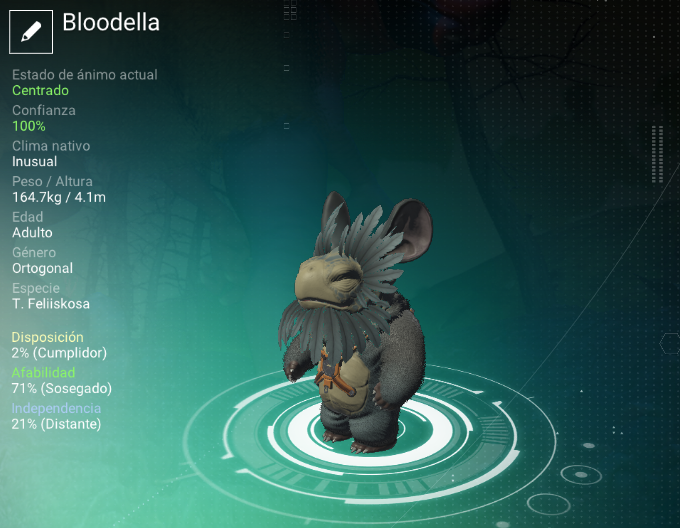 Bloodella
Estado de ánimo actual
Centrado
Confianza
100%
Clima nativo
Inusual
Peso / Altura
164.7kg / 4.1m
Edad
Adulto
Género
Ortogonal
Especie
T. Feliiskosa
Disposición
2% (Cumplidor)
Afabilidad
71% (Sosegado)
Independencia
21% (Distante)